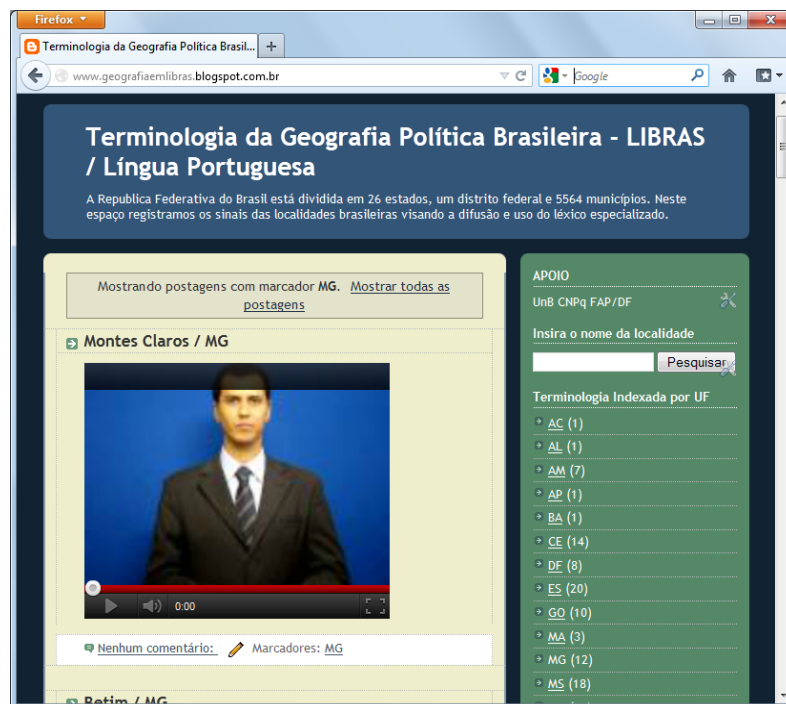 Firefox
Terminologia da Geografia Política Brasil...
www.geografiaemlibras.blogspot.com.br
Google
Terminologia da Geografia Política Brasileira - LIBRAS
/ Língua Portuguesa
A Republica Federativa do Brasil está dividida em 26 estados, um distrito federal e 5564 municípios. Neste
espaço registramos os sinais das localidades brasileiras visando a difusão e uso do léxico especializado.
Mostrando postagens com marcador MG. Mostrar todas as
postagens
Montes Claros / MG
0:00
Nenhum comentário:
Marcadores: MG
Betim / MG
APOIO
UnB CNPq FAP/DF
Insira o nome da localidade
Pesquisar
Terminologia Indexada por UF
AC (1)
AL (1)
AM (7)
AP (1)
BA (1)
CE (14)
DF (8)
ES (20)
GO (10)
MA (3)
MG (12)
MS (18)